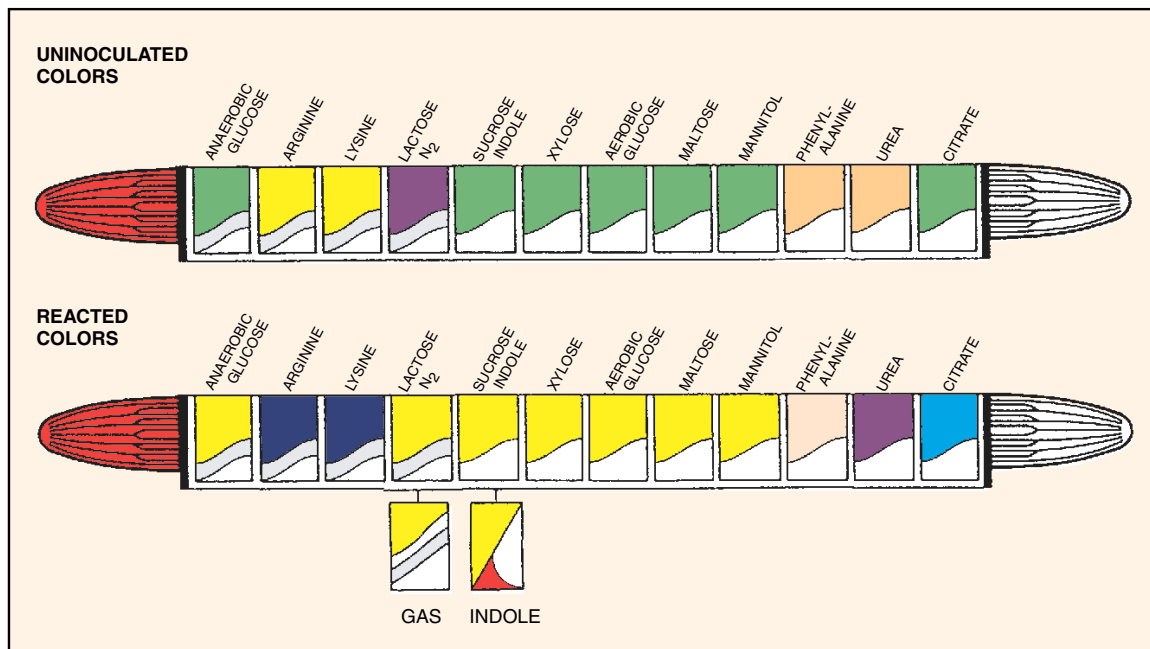 UNINOCULATED
COLORS
ANAEROBIC
GLUCOSE
ARGININE
LYSINE
LACTOSE
N2
SUCROSE
INDOLE
XYLOSE
AEROBIC
GLUCOSE
MALTOSE
MANNITOL
PHENYL-
ALANINE
UREA
CITRATE
REACTED
COLORS
ANAEROBIC
GLUCOSE
ARGININE
LYSINE
LACTOSE
N2
SUCROSE
INDOLE
XYLOSE
AEROBIC
GLUCOSE
MALTOSE
MANNITOL
PHENYL-
ALANINE
UREA
CITRATE
GAS
INDOLE